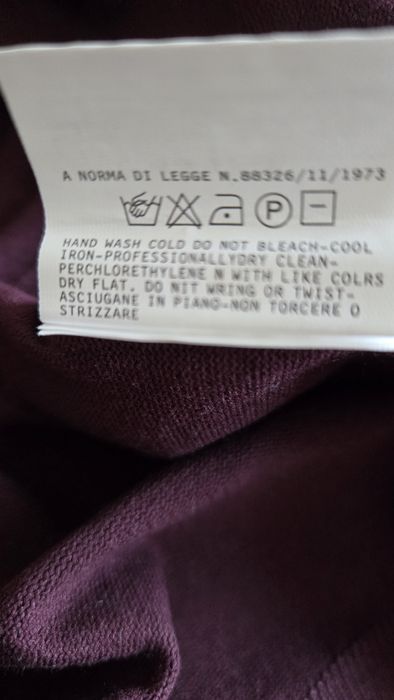 A NORMA DI LEGGE N.88326/11/1973
P
HAND WASH COLD DO NOT BLEACH-COOL
IRON-PROFESSIONALLYDRY CLEAN-
PERCHLORETHYLENE N WITH LIKE COLRS
DRY FLAT. DO NIT WRING OR TWIST-
ASCIUGANE IN PIANO-NON TORCERE O
STRIZZARE